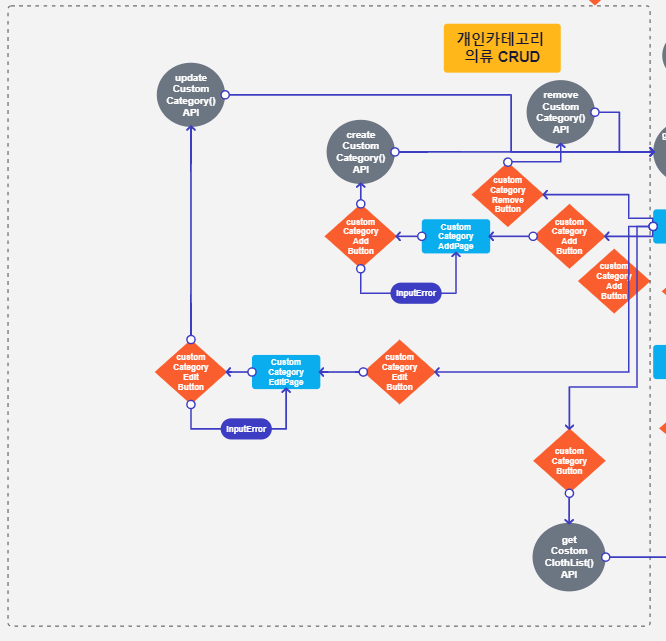 개인카테고리
의류 CRUD
update
Custom
Category()
API
remove
Custom
Category()
API
create
Custom
Category()
API
custom
Category
Remove
Button
custom
Category
Add
Button
Custom
Category
AddPage
custom
Category
Add
Button
custom
Category
Add
Button
InputError
custom
Category
Edit
Button
Custom
Category
EditPage
custom
Category
Edit
Button
InputError
custom
Category
Button
get
Costom
ClothList()
API